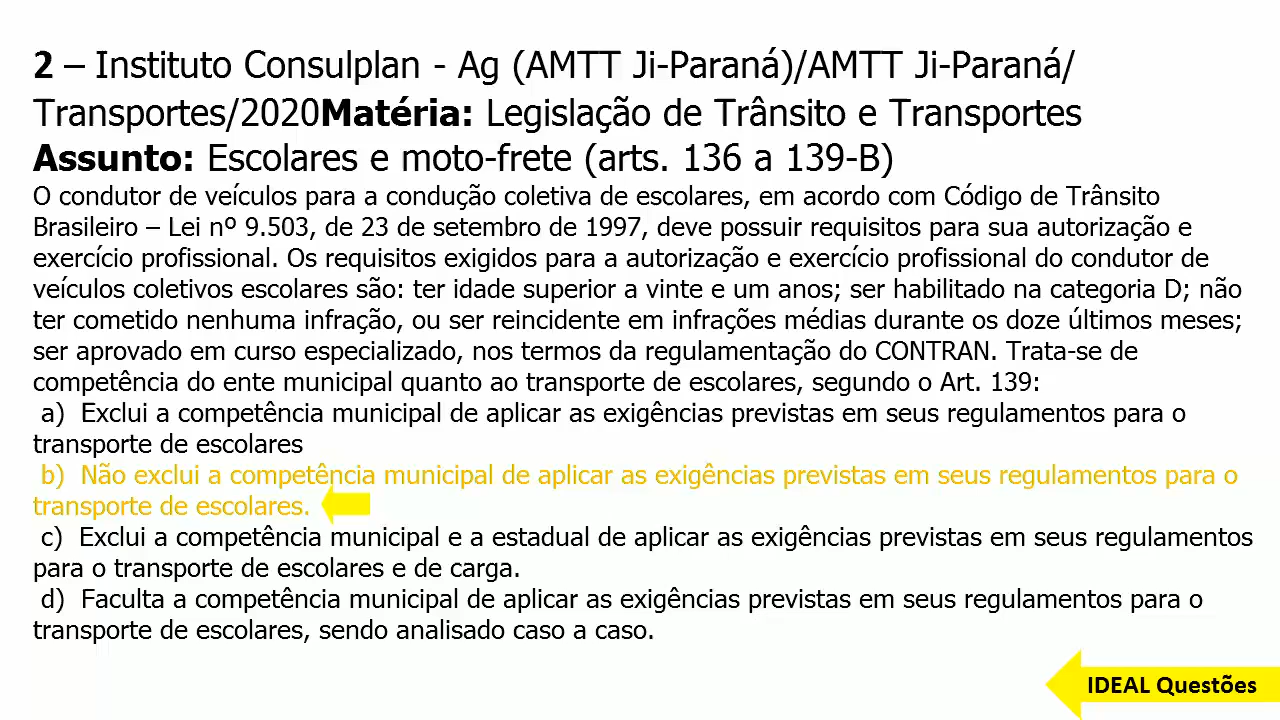 2 – Instituto Consulplan - Ag (AMTT Ji-Paraná)/AMTT Ji-Paraná/
Transportes/2020Matéria: Legislação de Trânsito e Transportes
Assunto: Escolares e moto-frete (arts. 136 a 139-B)
O condutor de veículos para a condução coletiva de escolares, em acordo com Código de Trânsito
Brasileiro – Lei nº 9.503, de 23 de setembro de 1997, deve possuir requisitos para sua autorização e
exercício profissional. Os requisitos exigidos para a autorização e exercício profissional do condutor de
veículos coletivos escolares são: ter idade superior a vinte e um anos; ser habilitado na categoria D; não
ter cometido nenhuma infração, ou ser reincidente em infrações médias durante os doze últimos meses;
ser aprovado em curso especializado, nos termos da regulamentação do CONTRAN. Trata-se de
competência do ente municipal quanto ao transporte de escolares, segundo o Art. 139:
a) Exclui a competência municipal de aplicar as exigências previstas em seus regulamentos para o
transporte de escolares
b) Não exclui a competência municipal de aplicar as exigências previstas em seus regulamentos para o
transporte de escolares.
c) Exclui a competência municipal e a estadual de aplicar as exigências previstas em seus regulamentos
para o transporte de escolares e de carga.
d) Faculta a competência municipal de aplicar as exigências previstas em seus regulamentos para o
transporte de escolares, sendo analisado caso a caso.
IDEAL Questões